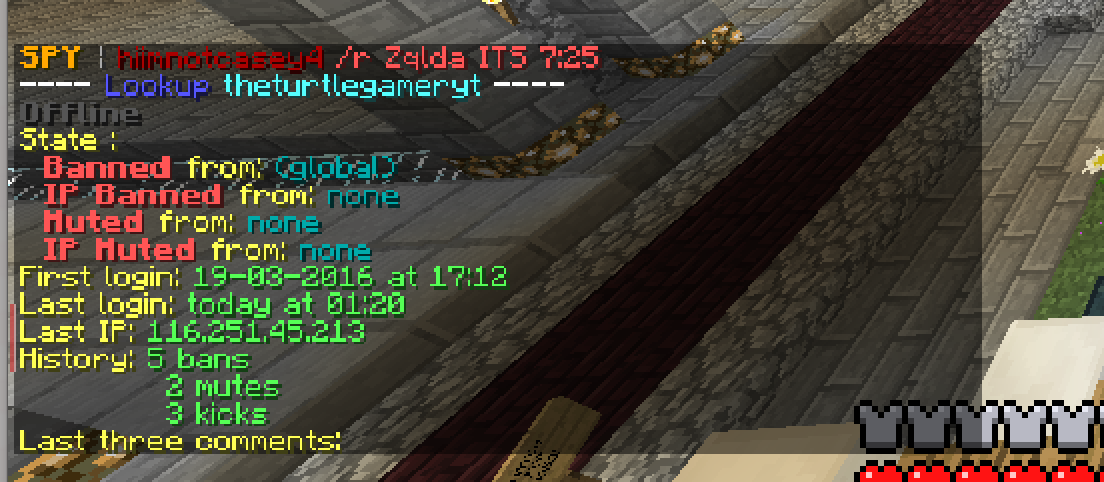 SPY | hiimnotcasey4 /r Zqlda ITS 7:25
---- Lookup theturtlegameryt ----
Offline
State :
Banned from: (global)
IP Banned from: none
Muted from: none
IP Muted from: none
First login: 19-03-2016 at 17:12
Last login: today at 01:20
Last IP: 116.251.45.213
History: 5 bans
2 mutes
3 kicks
Last three comments: